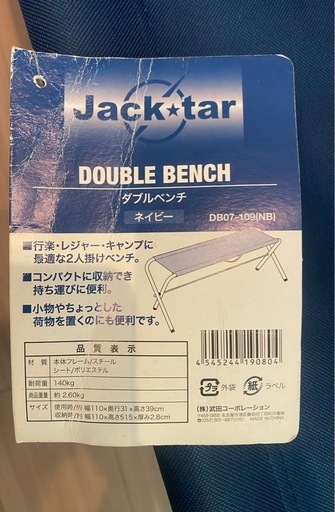 Jack★tar
DOUBLE BENCH
ダブルベンチ
ネイビー DB07-109(NB)
■行楽・レジャー・キャンプに
最適な2人掛けベンチ。
■コンパクトに収納でき
持ち運びに便利。
■小物やちょっとした
荷物を置くのにも便利です。
品質表示
材質 本体フレーム/スチール
シート/ポリエステル
耐荷重 140kg
重量 約 2.60kg
サイズ 使用時/約 幅110×奥行31×高さ39cm
収納時/約 幅110×高さ51.5×厚み2.8cm
4 545244 190804
プラ 外袋 紙 ラベル
(株)武田コーポレーション
MADE IN CHINA